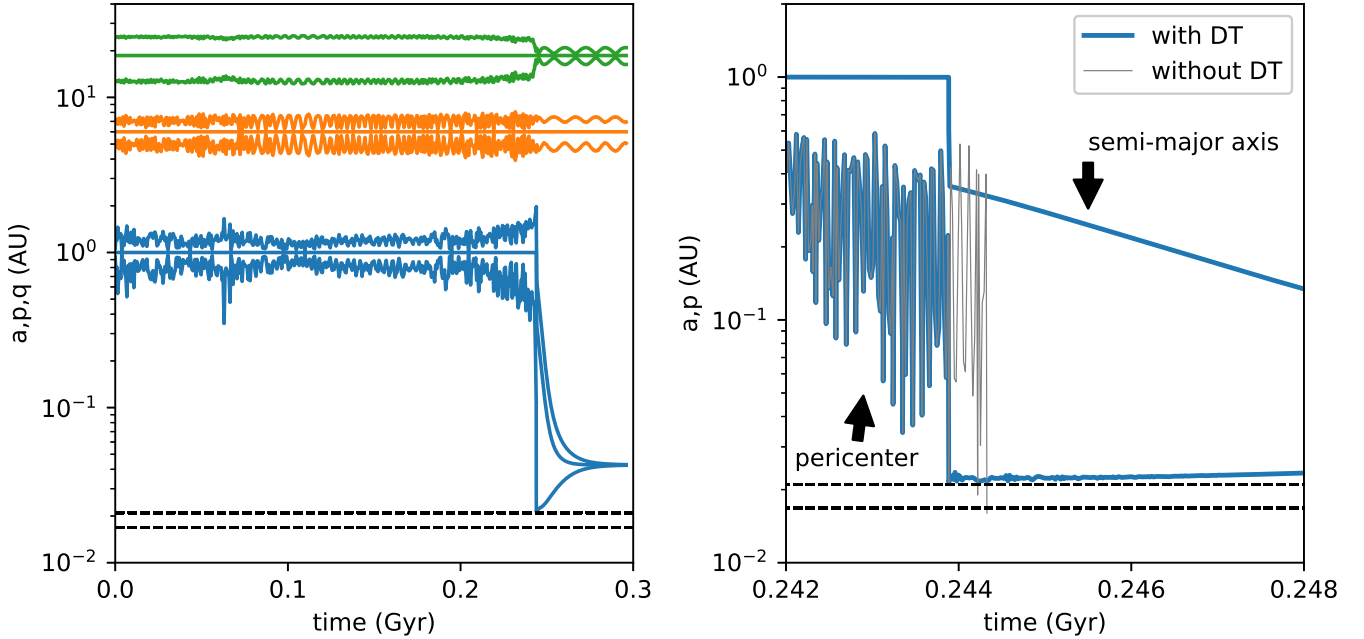 a,p,q (AU)
10¹
10⁰
10⁻¹
10⁻²
0.0
0.1
0.2
0.3
time (Gyr)
a,p (AU)
10⁰
10⁻¹
10⁻²
with DT
without DT
semi-major axis
pericenter
0.242
0.244
0.246
0.248
time (Gyr)